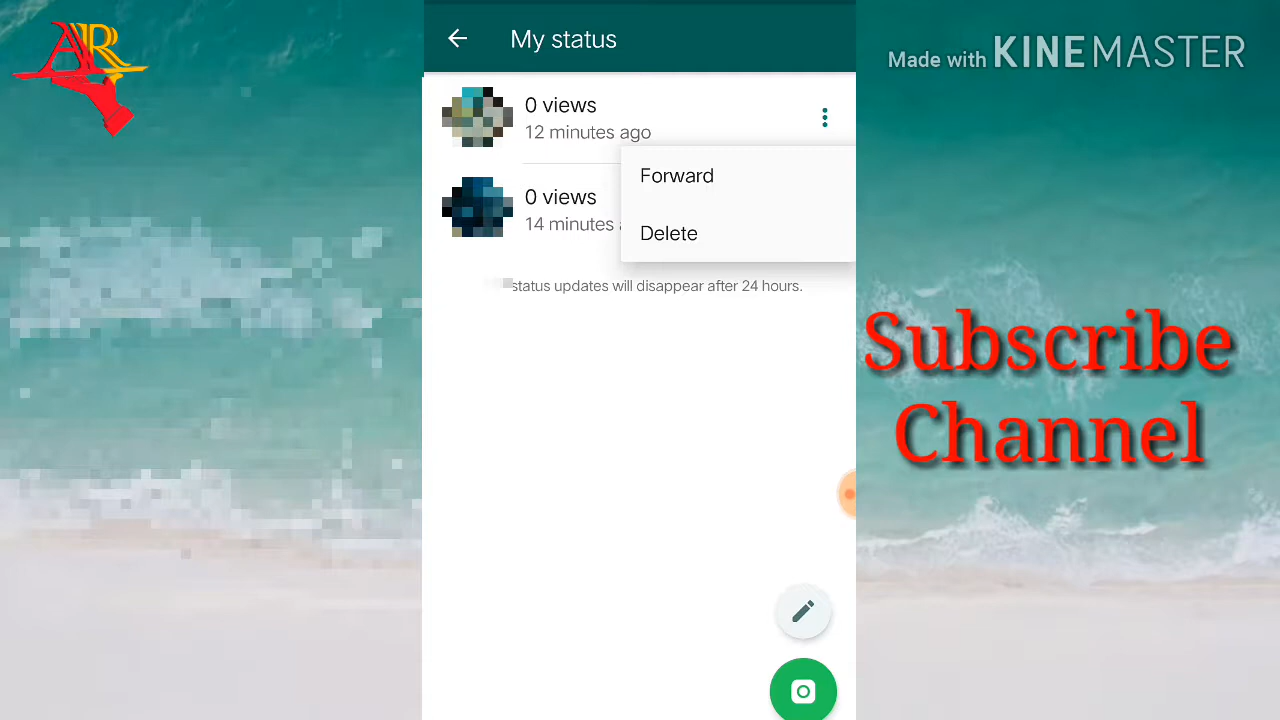 AR
My status
Made with KINEMASTER
0 views
12 minutes ago
Forward
0 views
14 minutes
Delete
status updates will disappear after 24 hours.
Subscribe
Channel